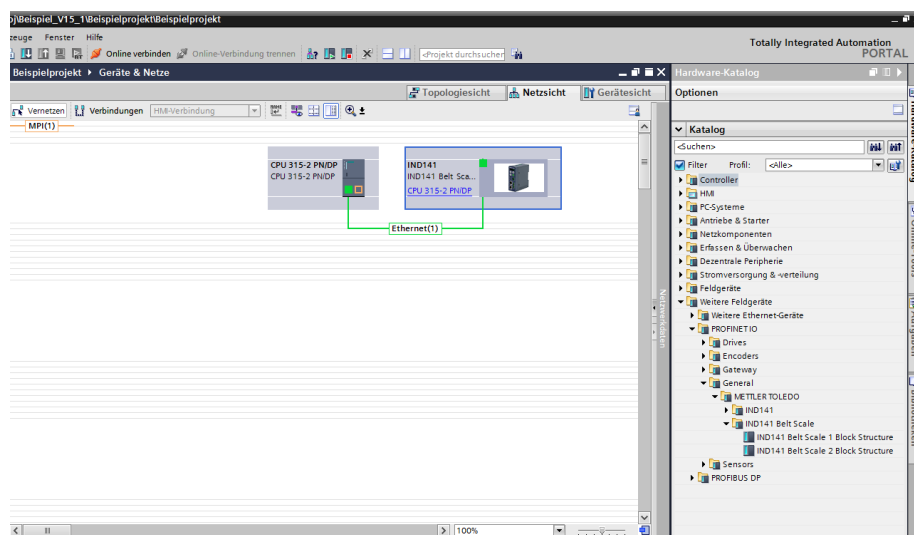 oj\Beispiel_V15_1\Beispielprojekt\Beispielprojekt
zeuge Fenster Hilfe
Totally Integrated Automation
PORTAL
Online verbinden Online-Verbindung trennen <Projekt durchsuchen
Beispielprojekt ▸ Geräte & Netze
Hardware-Katalog
Topologiesicht Netzsicht Gerätesicht
Optionen
Vernetzen Verbindungen HMI-Verbindung
MPI(1)
Katalog
<Suchen>
Filter Profil: <Alle>
CPU 315-2 PN/DP
CPU 315-2 PN/DP
IND141
IND141 Belt Sca...
CPU 315-2 PN/DP
Ethernet(1)
Controller
HMI
PC-Systeme
Antriebe & Starter
Netzkomponenten
Erfassen & Überwachen
Dezentrale Peripherie
Stromversorgung & -verteilung
Feldgeräte
Weitere Feldgeräte
Weitere Ethernet-Geräte
PROFINET IO
Drives
Encoders
Gateway
General
METTLER TOLEDO
IND141
IND141 Belt Scale
IND141 Belt Scale 1 Block Structure
IND141 Belt Scale 2 Block Structure
Sensors
PROFIBUS DP
Netzwerkdaten
100%